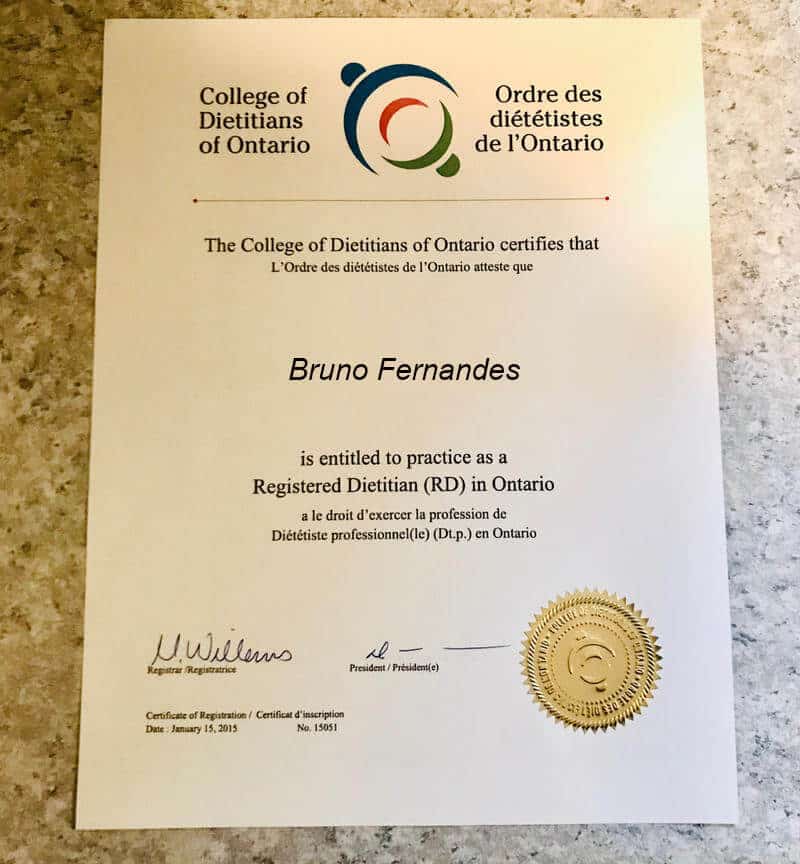 College of
Dietitians
of Ontario
Ordre des
diététistes
de l'Ontario
The College of Dietitians of Ontario certifies that
L'Ordre des diététistes de l'Ontario atteste que
Bruno Fernandes
is entitled to practice as a
Registered Dietitian (RD) in Ontario
a le droit d'exercer la profession de
Diététiste professionnel(le) (Dt.p.) en Ontario
M. Willems
Registrar /Registratrice
President / Président(e)
Certificate of Registration / Certificat d'inscription
Date : January 15, 2015 No. 15051